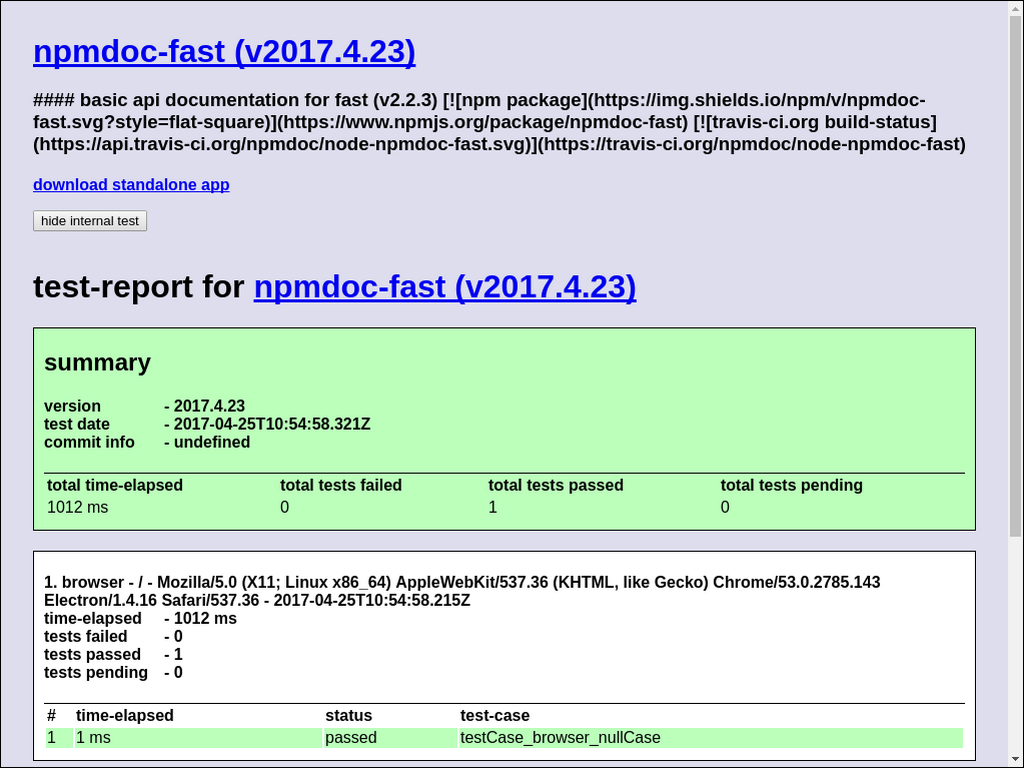 npmdoc-fast (v2017.4.23)
#### basic api documentation for fast (v2.2.3) [![npm package](https://img.shields.io/npm/v/npmdoc-
fast.svg?style=flat-square)](https://www.npmjs.org/package/npmdoc-fast) [![travis-ci.org build-status]
(https://api.travis-ci.org/npmdoc/node-npmdoc-fast.svg)](https://travis-ci.org/npmdoc/node-npmdoc-fast)
download standalone app
hide internal test
test-report for npmdoc-fast (v2017.4.23)
summary
version - 2017.4.23
test date - 2017-04-25T10:54:58.321Z
commit info - undefined
total time-elapsed total tests failed total tests passed total tests pending
1012 ms 0 1 0
1. browser - / - Mozilla/5.0 (X11; Linux x86_64) AppleWebKit/537.36 (KHTML, like Gecko) Chrome/53.0.2785.143
Electron/1.4.16 Safari/537.36 - 2017-04-25T10:54:58.215Z
time-elapsed - 1012 ms
tests failed - 0
tests passed - 1
tests pending - 0
# time-elapsed status test-case
1 1 ms passed testCase_browser_nullCase